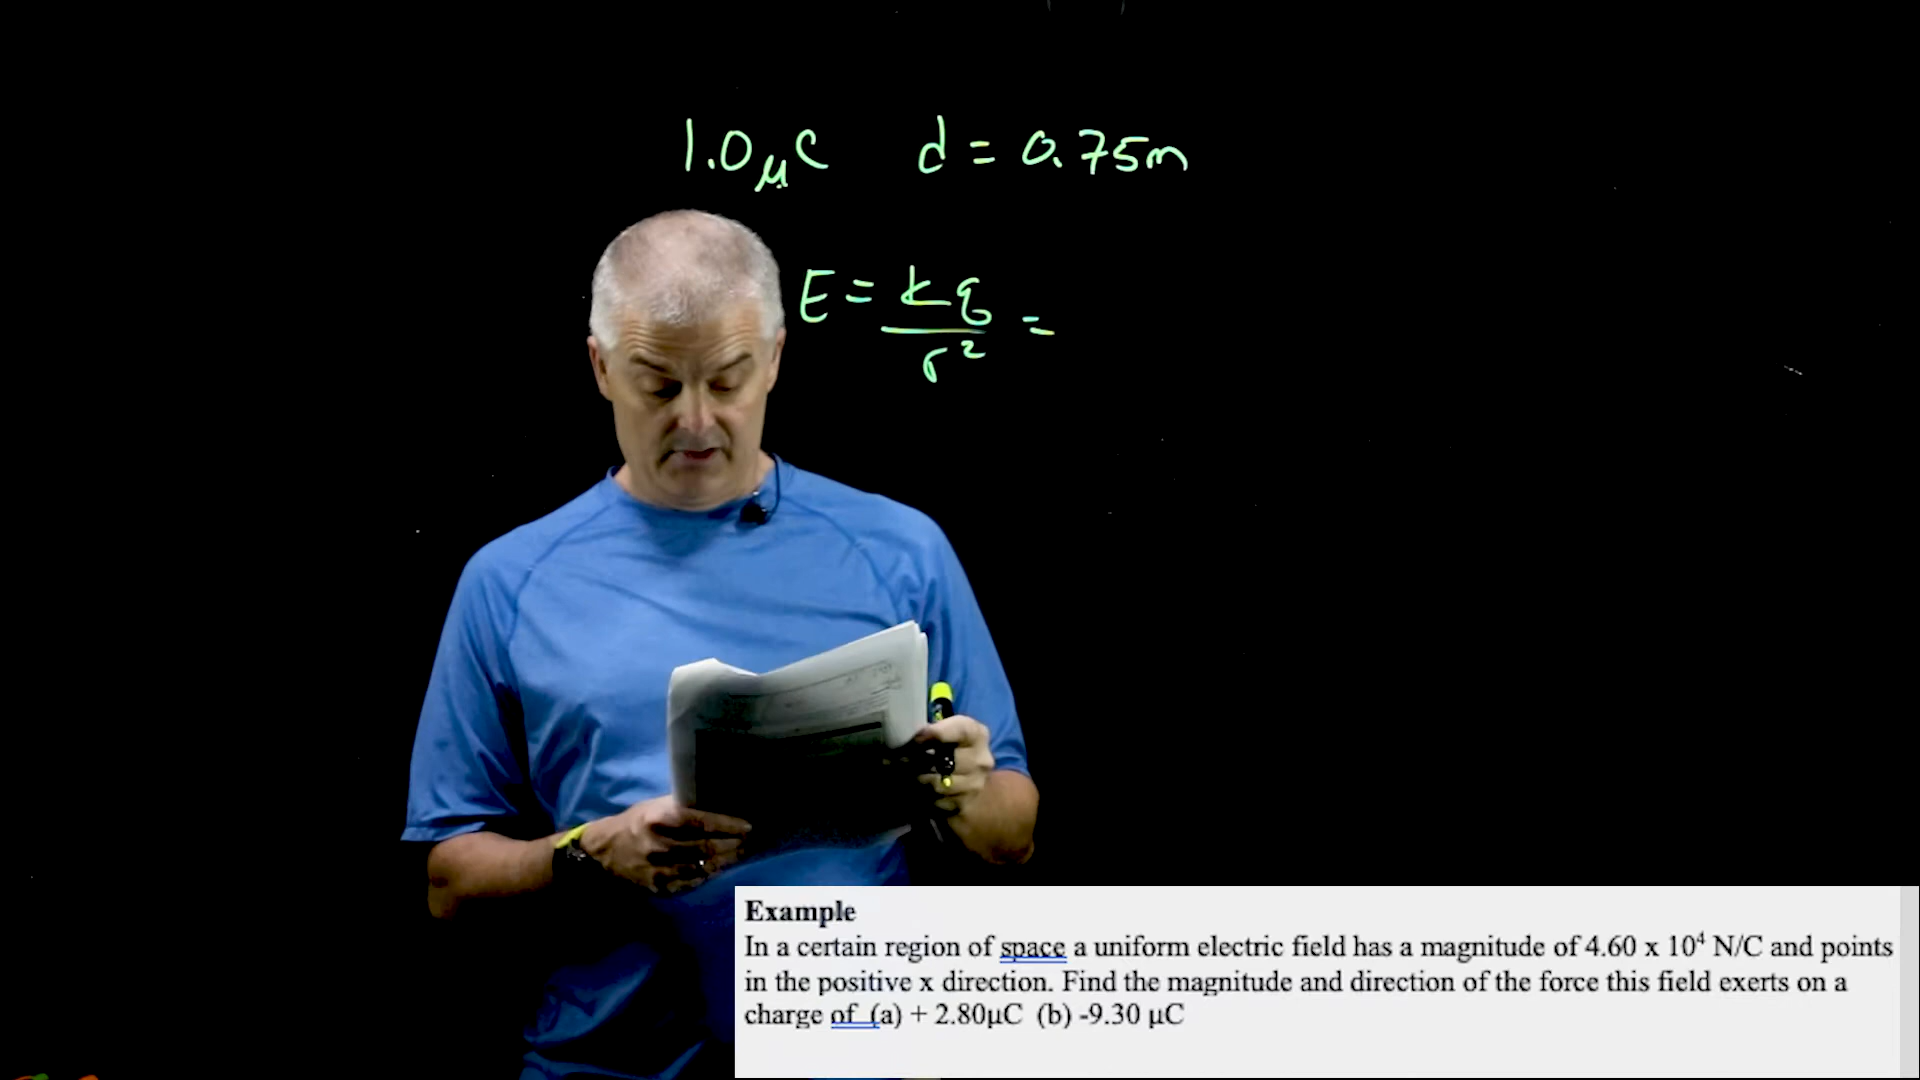 1.0μC d = 0.75m
E = kq / r² =
Example
In a certain region of space a uniform electric field has a magnitude of 4.60 x 10⁴ N/C and points
in the positive x direction. Find the magnitude and direction of the force this field exerts on a
charge of (a) + 2.80μC (b) -9.30 μC